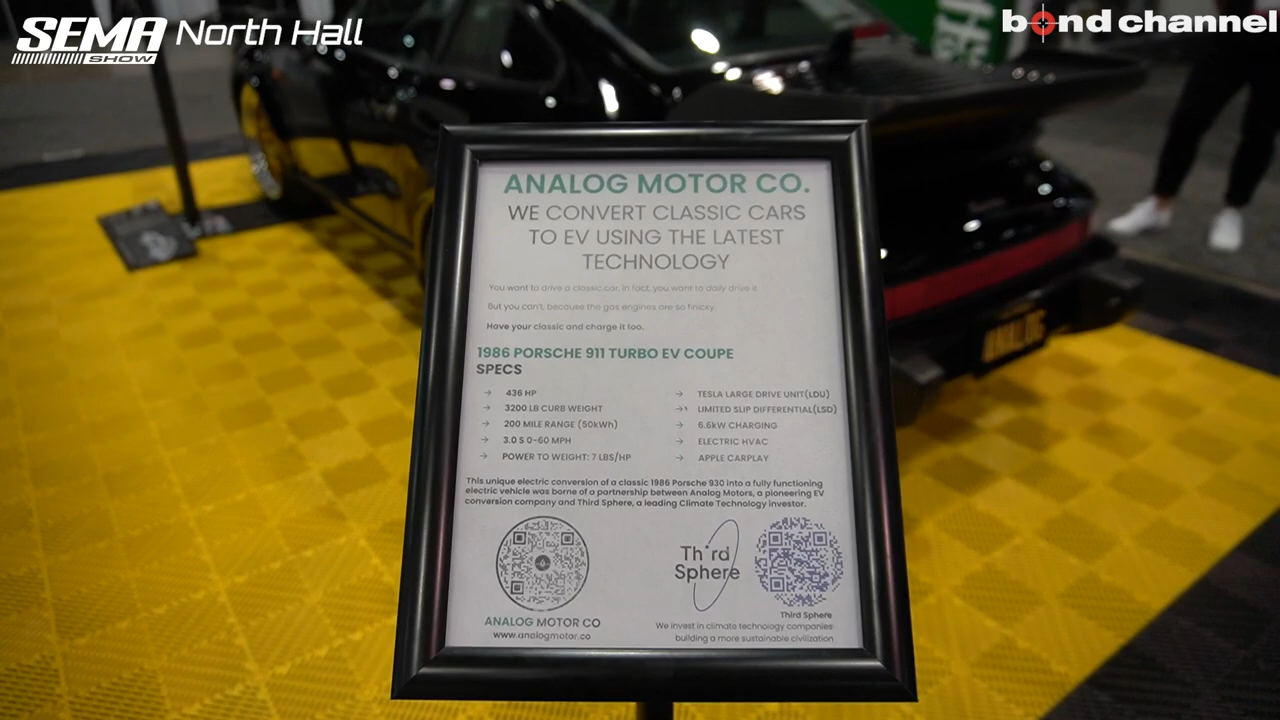 SEMA SHOW North Hall
bond channel
ANALOG MOTOR CO.
WE CONVERT CLASSIC CARS
TO EV USING THE LATEST
TECHNOLOGY
You want to drive a classic car, in fact, you want to daily drive it.
But you can't, because the gas engines are so finicky.
Have your classic and charge it too.
1986 PORSCHE 911 TURBO EV COUPE
SPECS
→ 436 HP
→ 3200 LB CURB WEIGHT
→ 200 MILE RANGE (50kWh)
→ 3.0 S 0-60 MPH
→ POWER TO WEIGHT: 7 LBS/HP
→ TESLA LARGE DRIVE UNIT(LDU)
→ LIMITED SLIP DIFFERENTIAL(LSD)
→ 6.6kW CHARGING
→ ELECTRIC HVAC
→ APPLE CARPLAY
This unique electric conversion of a classic 1986 Porsche 930 into a fully functioning
electric vehicle was borne of a partnership between Analog Motors, a pioneering EV
conversion company and Third Sphere, a leading Climate Technology investor.
ANALOG MOTOR CO
www.analogmotor.co
Third
Sphere
Third Sphere
We invest in climate technology companies
building a more sustainable civilization
ANALOG